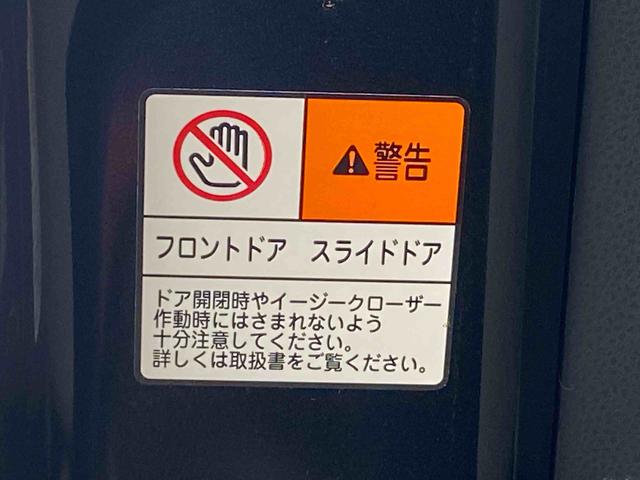 警告
フロントドア スライドドア
ドア開閉時やイージークローザー
作動時にはさまれないよう
十分注意してください。
詳しくは取扱書をご覧ください。